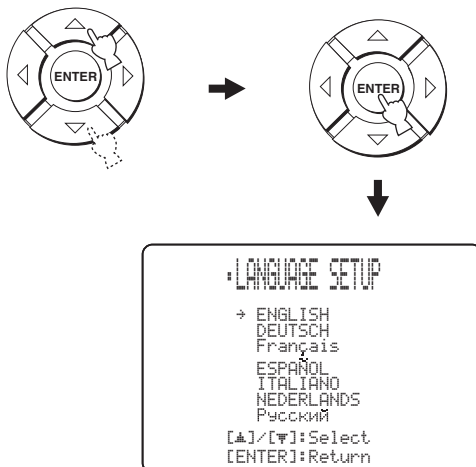 ENTER
ENTER
·LANGUAGE SETUP
→ ENGLISH
DEUTSCH
Français
ESPAÑOL
ITALIANO
NEDERLANDS
Русский
[▲]/[▼]:Select
[ENTER]:Return